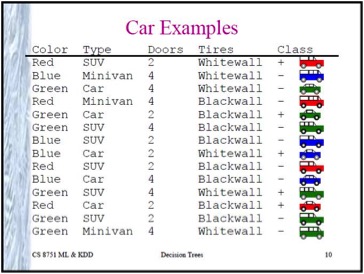 Car Examples
Color Type Doors Tires Class
Red SUV 2 Whitewall +
Blue Minivan 4 Whitewall -
Green Car 4 Whitewall -
Red Minivan 4 Blackwall -
Green Car 2 Blackwall +
Green SUV 4 Blackwall -
Blue SUV 2 Blackwall -
Blue Car 2 Whitewall +
Red SUV 2 Blackwall -
Blue Car 4 Blackwall -
Green SUV 4 Whitewall +
Red Car 2 Blackwall +
Green SUV 2 Blackwall -
Green Minivan 4 Whitewall -
CS 8751 ML & KDD Decision Trees 10